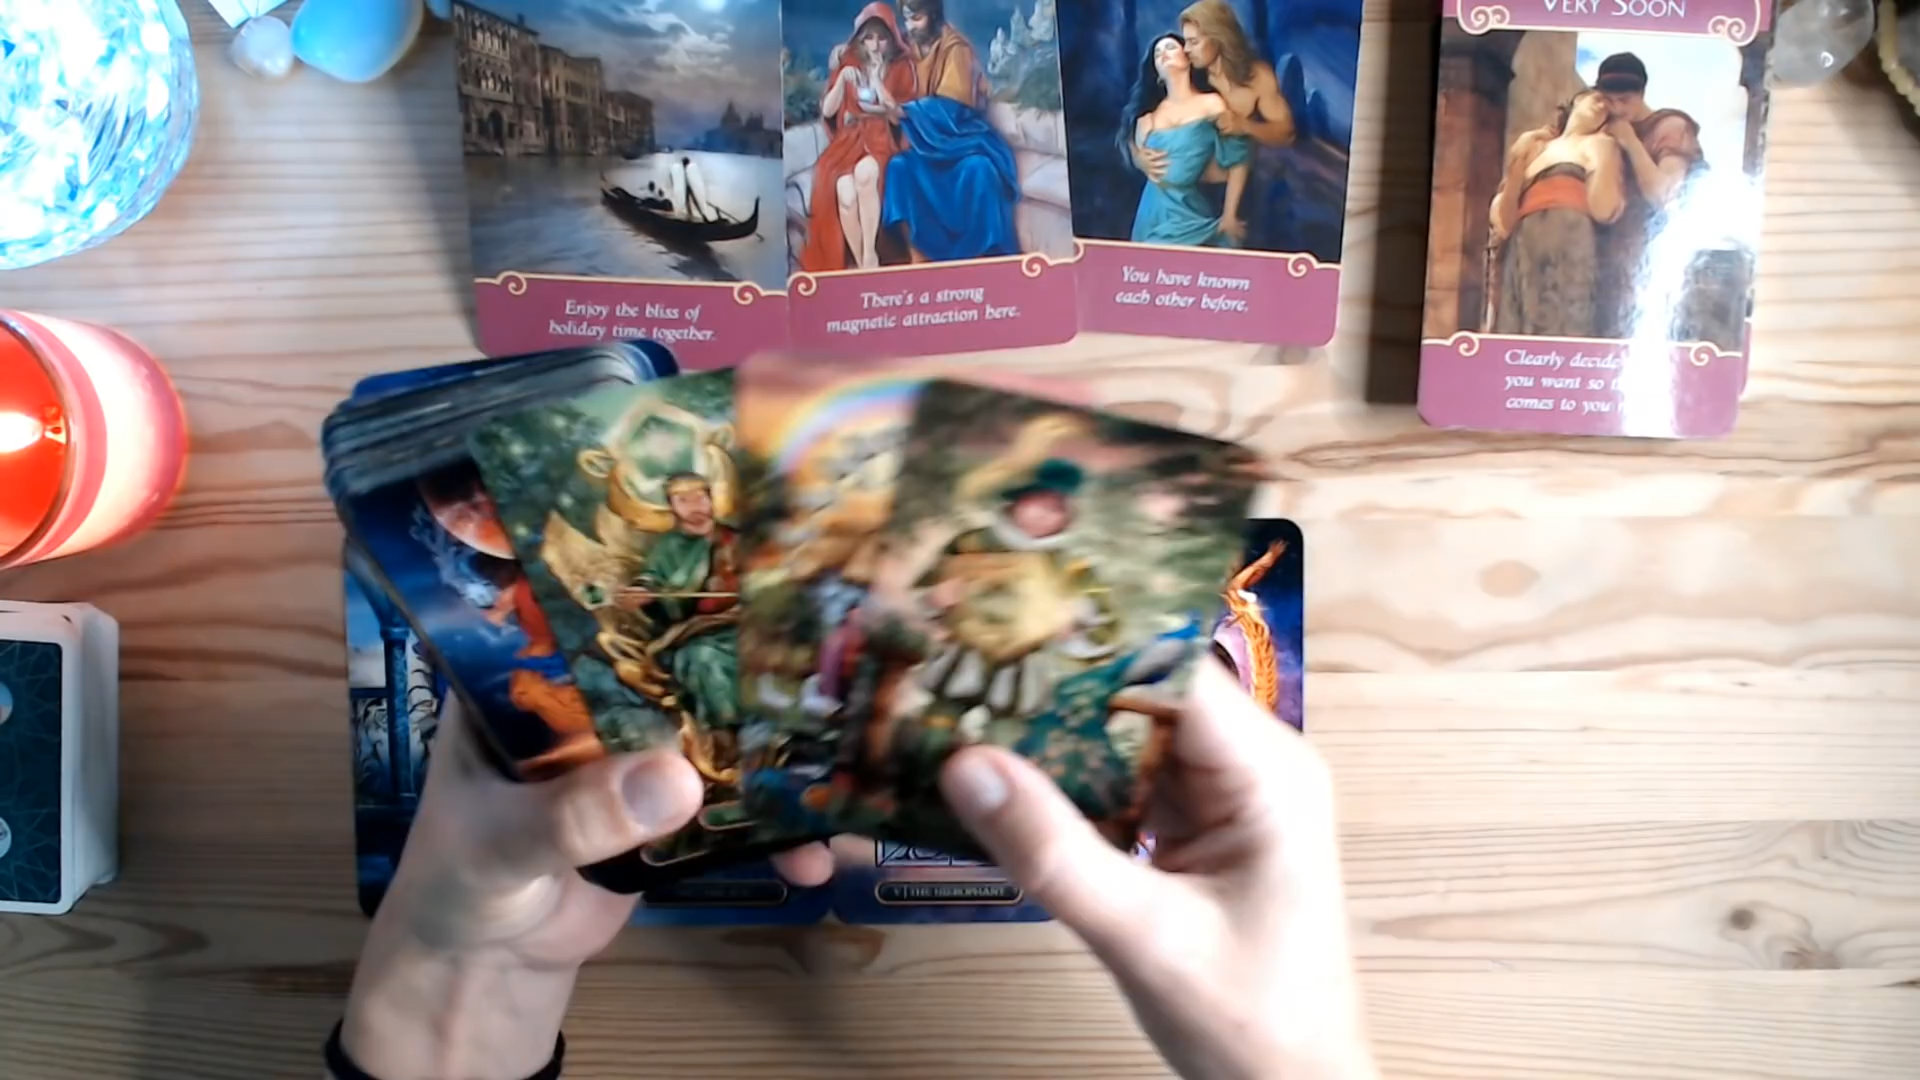 VERY SOON
Enjoy the bliss of
holiday time together.
There's a strong
magnetic attraction here.
You have known
each other before.
Clearly decide
you want so
comes to you
V | THE HIEROPHANT